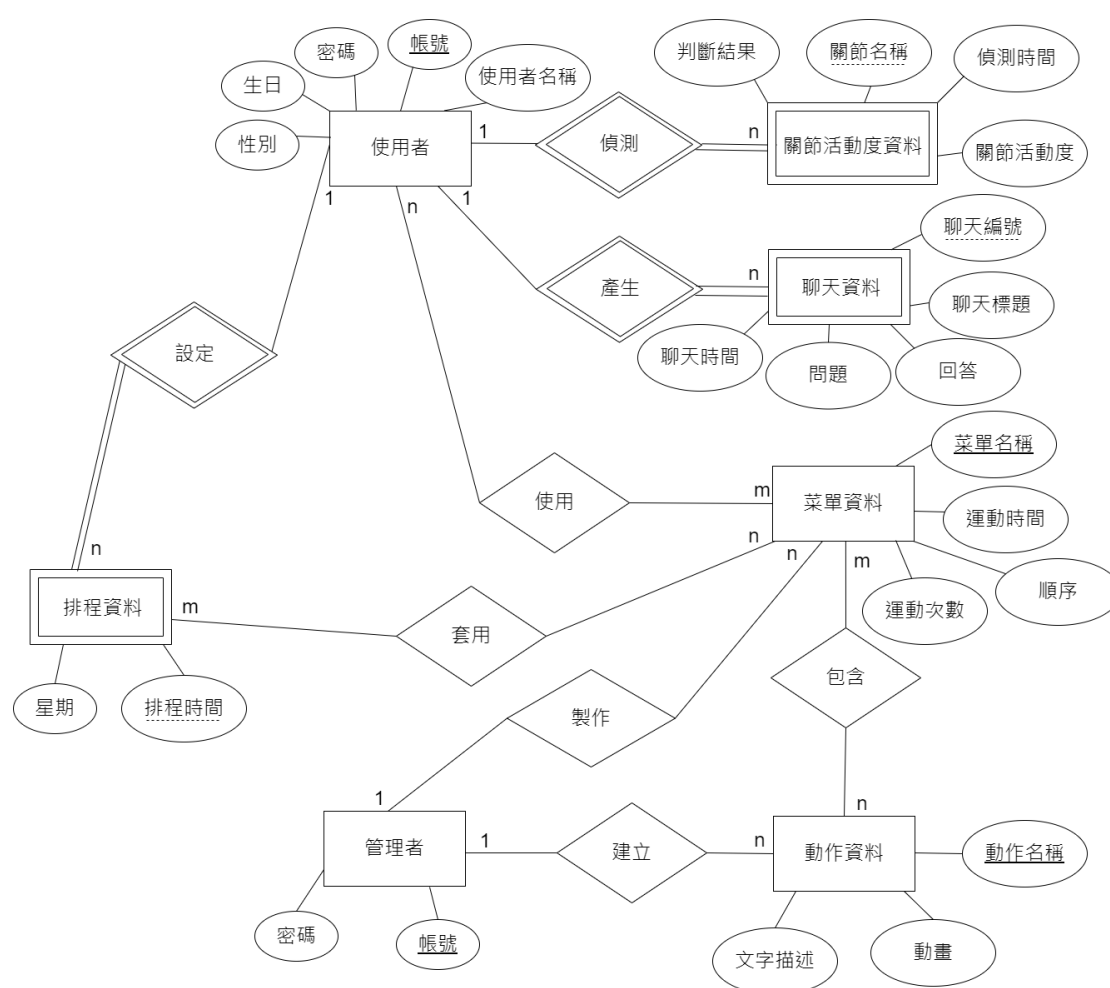 密碼
帳號
判斷結果
關節名稱
偵測時間
生日
使用者名稱
性別
使用者
1
偵測
n
關節活動度資料
關節活動度
1
n
1
聊天編號
產生
n
聊天資料
聊天標題
設定
聊天時間
問題
回答
菜單名稱
使用
m
菜單資料
運動時間
n
n
n
m
排程資料
m
套用
運動次數
順序
包含
星期
排程時間
製作
1
n
管理者
1
建立
n
動作資料
動作名稱
密碼
帳號
文字描述
動畫